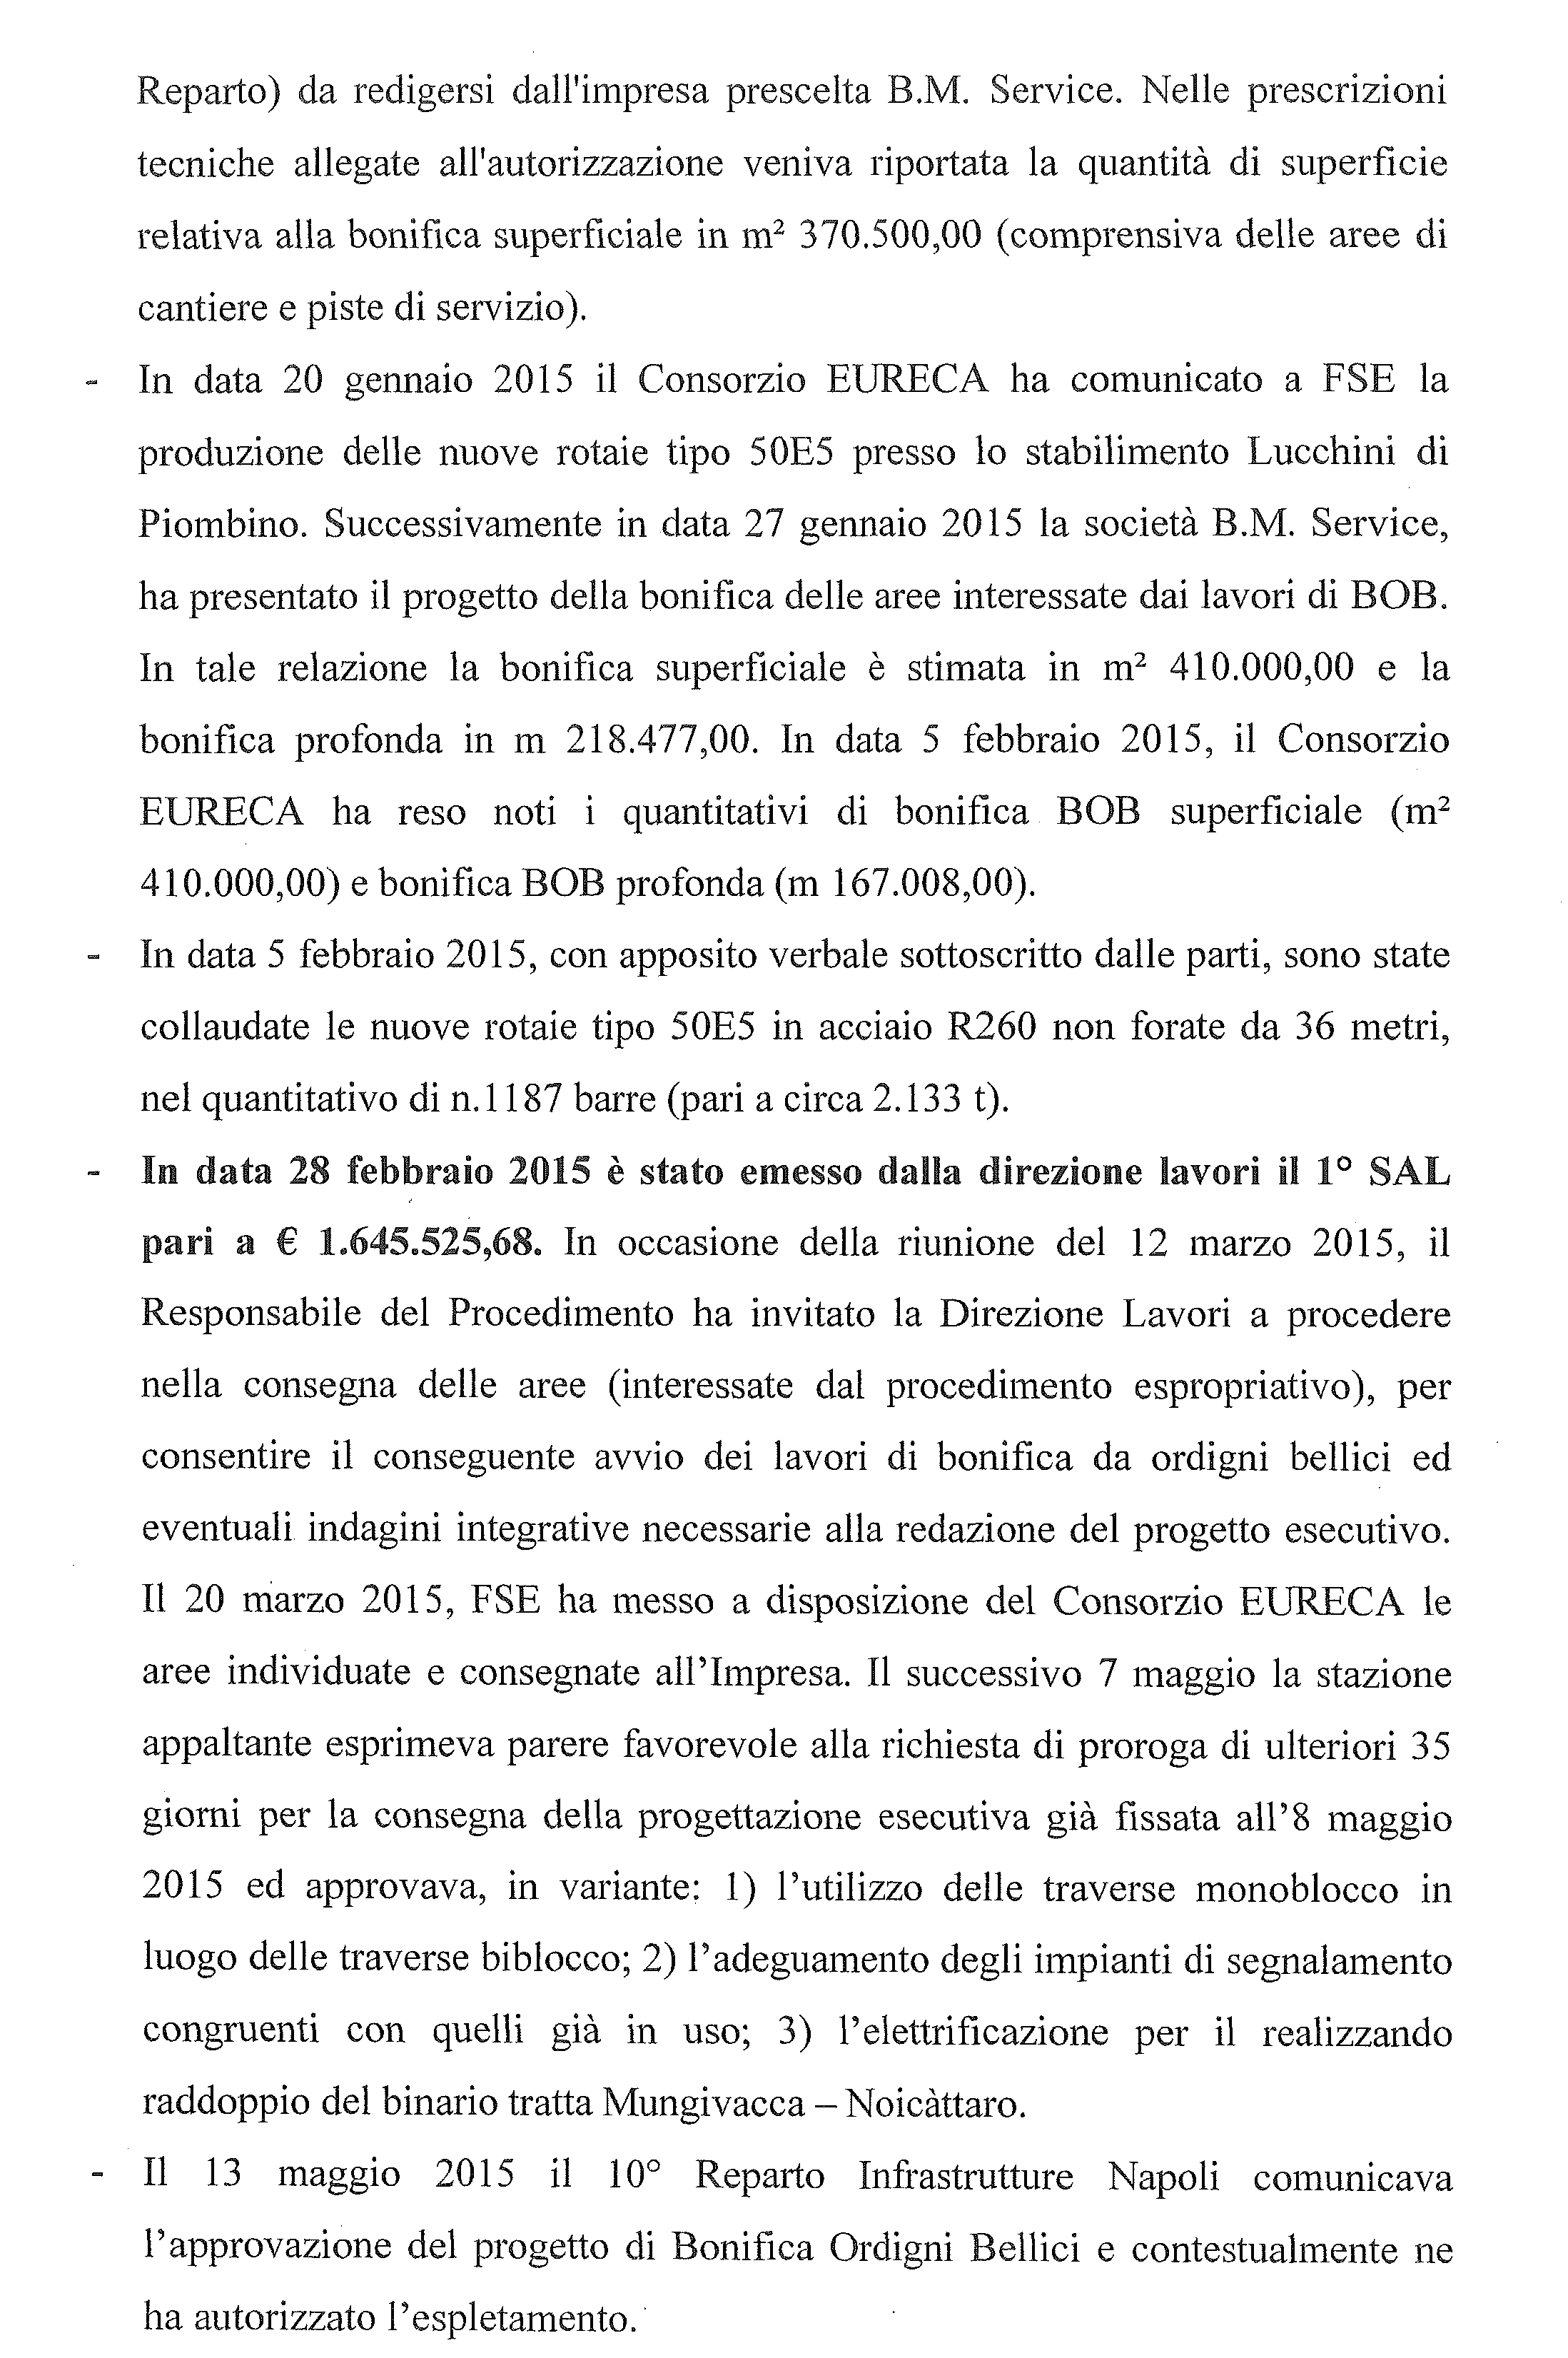 Reparto) da redigersi dall'impresa prescelta B.M. Service. Nelle prescrizioni
tecniche allegate all'autorizzazione veniva riportata la quantità di superficie
relativa alla bonifica superficiale in m² 370.500,00 (comprensiva delle aree di
cantiere e piste di servizio).
- In data 20 gennaio 2015 il Consorzio EURECA ha comunicato a FSE la
produzione delle nuove rotaie tipo 50E5 presso lo stabilimento Lucchini di
Piombino. Successivamente in data 27 gennaio 2015 la società B.M. Service,
ha presentato il progetto della bonifica delle aree interessate dai lavori di BOB.
In tale relazione la bonifica superficiale è stimata in m² 410.000,00 e la
bonifica profonda in m 218.477,00. In data 5 febbraio 2015, il Consorzio
EURECA ha reso noti i quantitativi di bonifica BOB superficiale (m²
410.000,00) e bonifica BOB profonda (m 167.008,00).
- In data 5 febbraio 2015, con apposito verbale sottoscritto dalle parti, sono state
collaudate le nuove rotaie tipo 50E5 in acciaio R260 non forate da 36 metri,
nel quantitativo di n.1187 barre (pari a circa 2.133 t).
- In data 28 febbraio 2015 è stato emesso dalla direzione lavori il 1° SAL
pari a € 1.645.525,68. In occasione della riunione del 12 marzo 2015, il
Responsabile del Procedimento ha invitato la Direzione Lavori a procedere
nella consegna delle aree (interessate dal procedimento espropriativo), per
consentire il conseguente avvio dei lavori di bonifica da ordigni bellici ed
eventuali indagini integrative necessarie alla redazione del progetto esecutivo.
Il 20 marzo 2015, FSE ha messo a disposizione del Consorzio EURECA le
aree individuate e consegnate all’Impresa. Il successivo 7 maggio la stazione
appaltante esprimeva parere favorevole alla richiesta di proroga di ulteriori 35
giorni per la consegna della progettazione esecutiva già fissata all’8 maggio
2015 ed approvava, in variante: 1) l’utilizzo delle traverse monoblocco in
luogo delle traverse biblocco; 2) l’adeguamento degli impianti di segnalamento
congruenti con quelli già in uso; 3) l’elettrificazione per il realizzando
raddoppio del binario tratta Mungivacca – Noicàttaro.
- Il 13 maggio 2015 il 10° Reparto Infrastrutture Napoli comunicava
l’approvazione del progetto di Bonifica Ordigni Bellici e contestualmente ne
ha autorizzato l’espletamento.